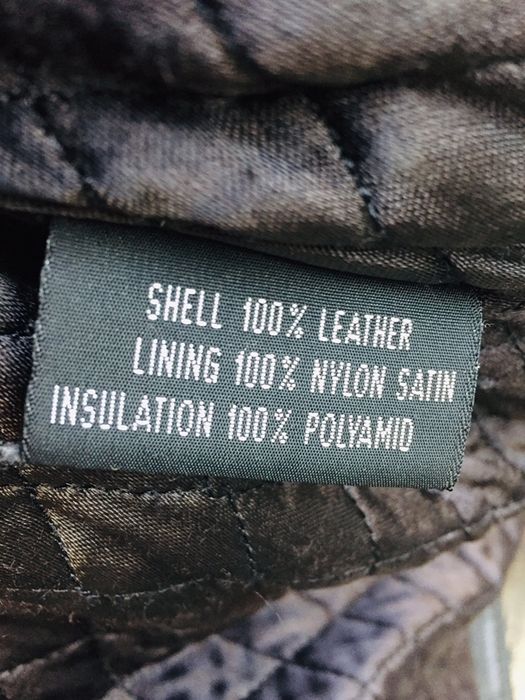 SHELL 100% LEATHER
LINING 100% NYLON SATIN
INSULATION 100% POLYAMID